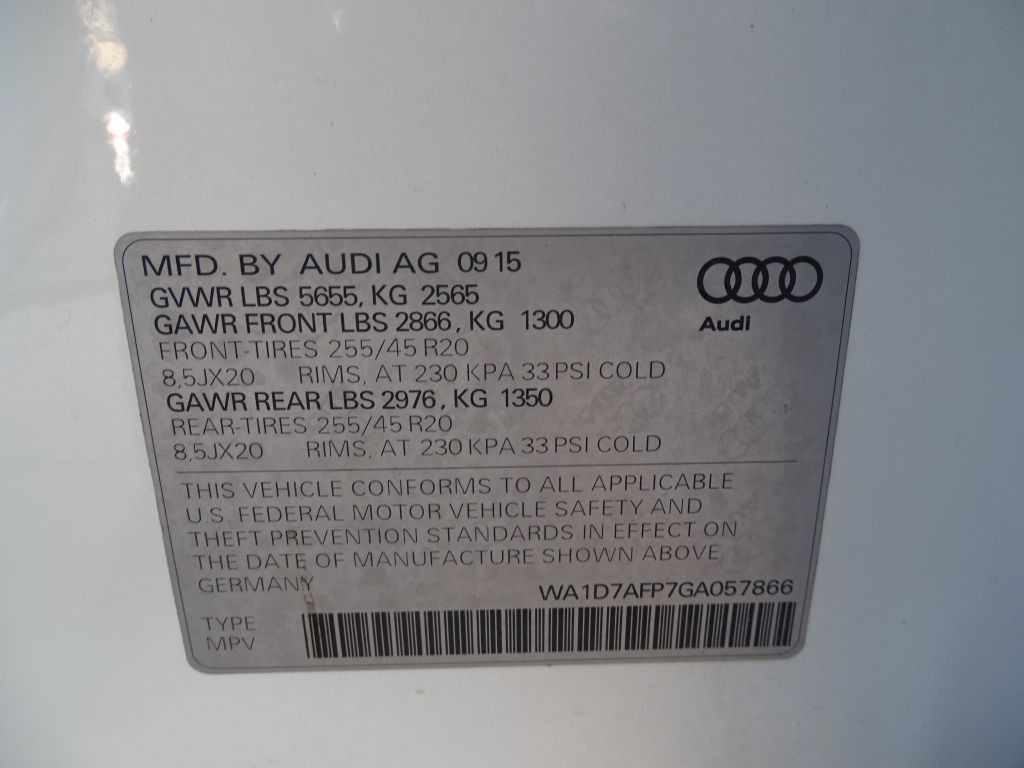 MFD. BY AUDI AG 09 15
GVWR LBS 5655, KG 2565
GAWR FRONT LBS 2866, KG 1300
FRONT-TIRES 255/45 R20
8,5JX20 RIMS, AT 230 KPA 33 PSI COLD
GAWR REAR LBS 2976, KG 1350
REAR-TIRES 255/45 R20
8,5JX20 RIMS, AT 230 KPA 33 PSI COLD
Audi
THIS VEHICLE CONFORMS TO ALL APPLICABLE
U.S. FEDERAL MOTOR VEHICLE SAFETY AND
THEFT PREVENTION STANDARDS IN EFFECT ON
THE DATE OF MANUFACTURE SHOWN ABOVE
GERMANY WA1D7AFP7GA057866
TYPE
MPV